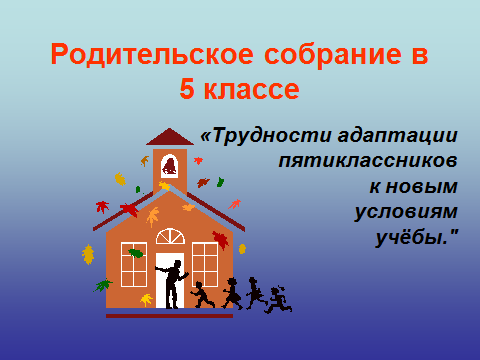 Родительское собрание в
5 классе
«Трудности адаптации
пятиклассников
к новым
условиям
учёбы."